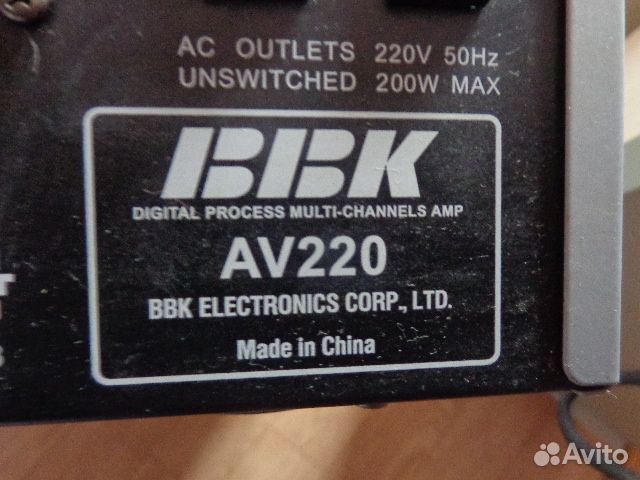 AC OUTLETS 220V 50Hz
UNSWITCHED 200W MAX
BBK
DIGITAL PROCESS MULTI-CHANNELS AMP
AV220
BBK ELECTRONICS CORP., LTD.
Made in China
Avito